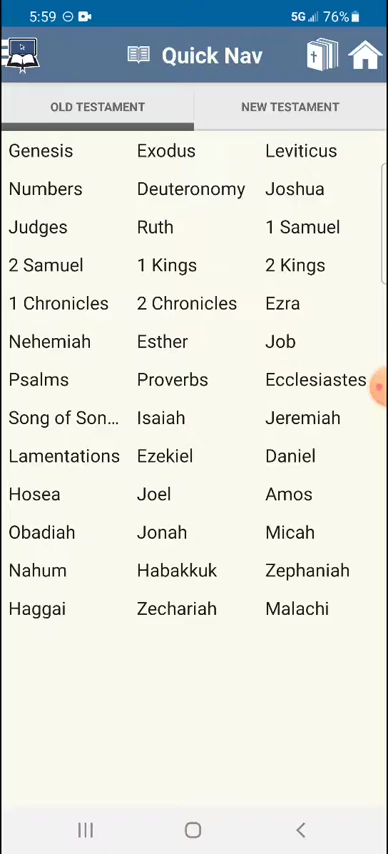 5:59 5G 76%
Quick Nav
OLD TESTAMENT NEW TESTAMENT
Genesis Exodus Leviticus
Numbers Deuteronomy Joshua
Judges Ruth 1 Samuel
2 Samuel 1 Kings 2 Kings
1 Chronicles 2 Chronicles Ezra
Nehemiah Esther Job
Psalms Proverbs Ecclesiastes
Song of Son... Isaiah Jeremiah
Lamentations Ezekiel Daniel
Hosea Joel Amos
Obadiah Jonah Micah
Nahum Habakkuk Zephaniah
Haggai Zechariah Malachi